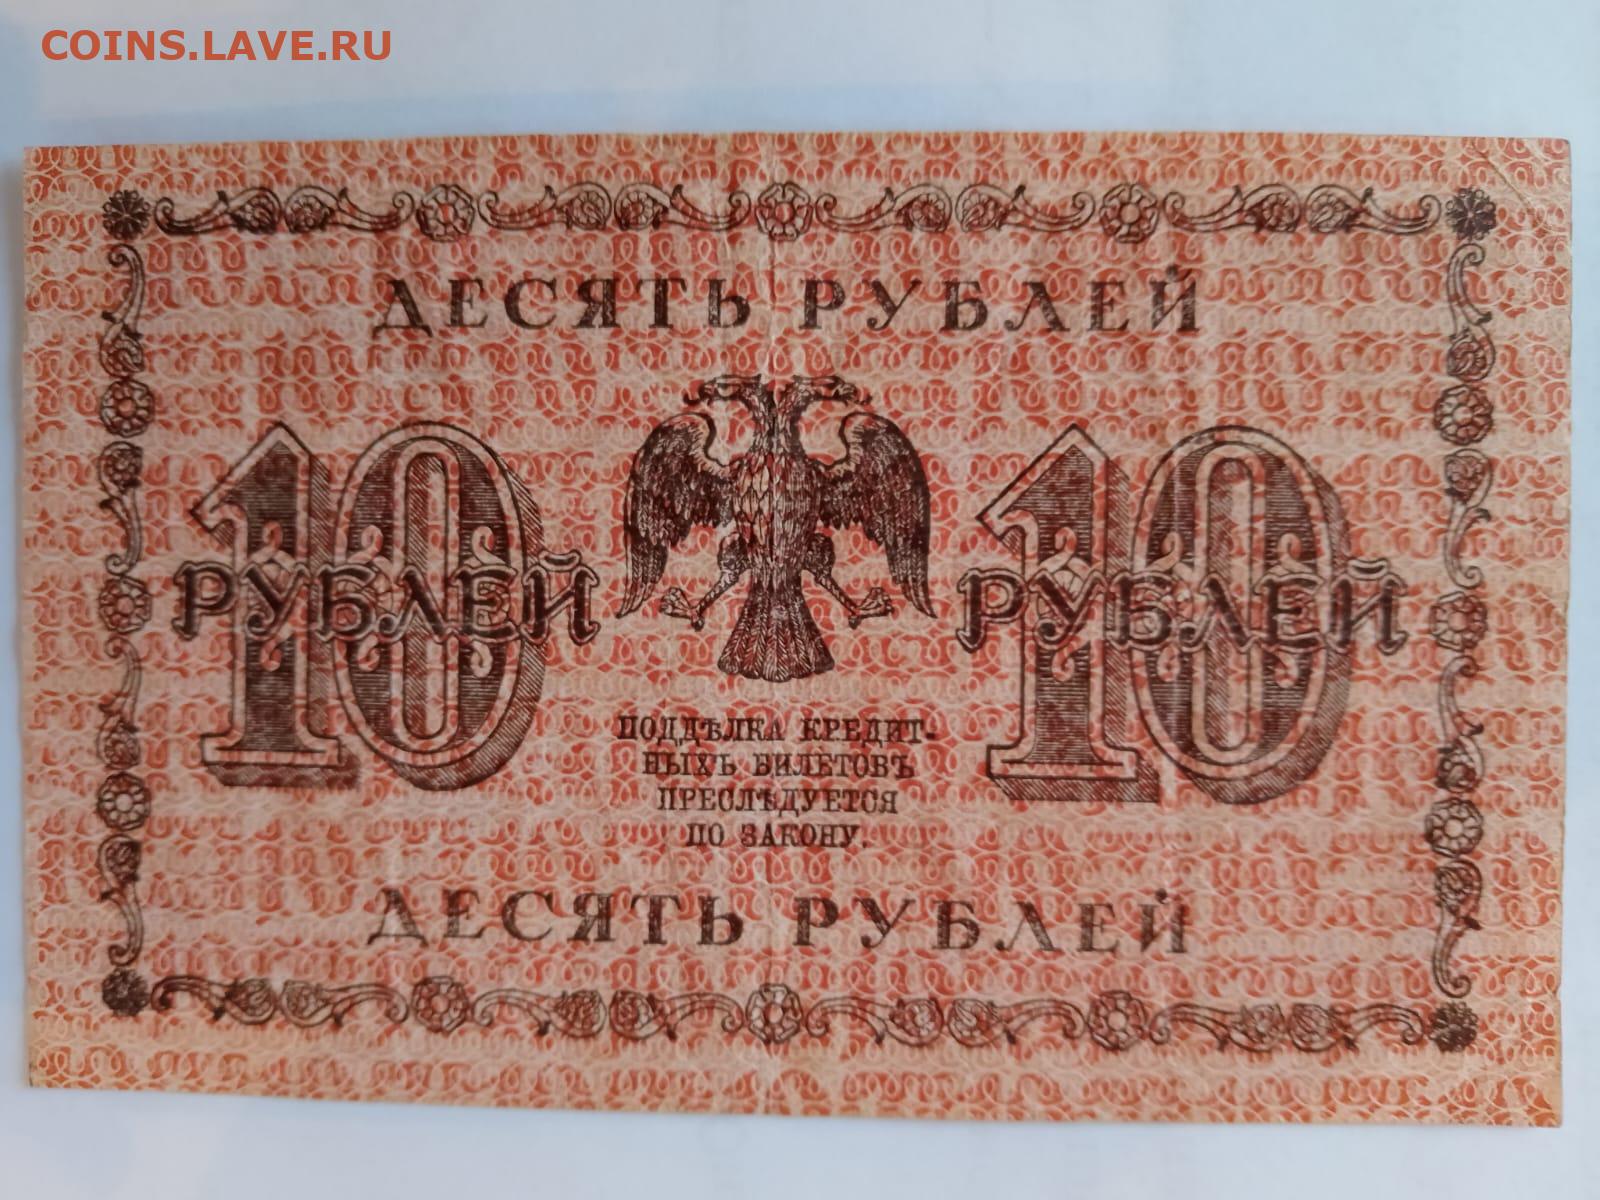 COINS.LAVE.RU
ДЕСЯТЬ РУБЛЕЙ
10 10
РУБЛЕЙ РУБЛЕЙ
ПОДДѢЛКА КРЕДИТ-
НЫХЪ БИЛЕТОВЪ
ПРЕСЛѢДУЕТСЯ
ПО ЗАКОНУ.
ДЕСЯТЬ РУБЛЕЙ